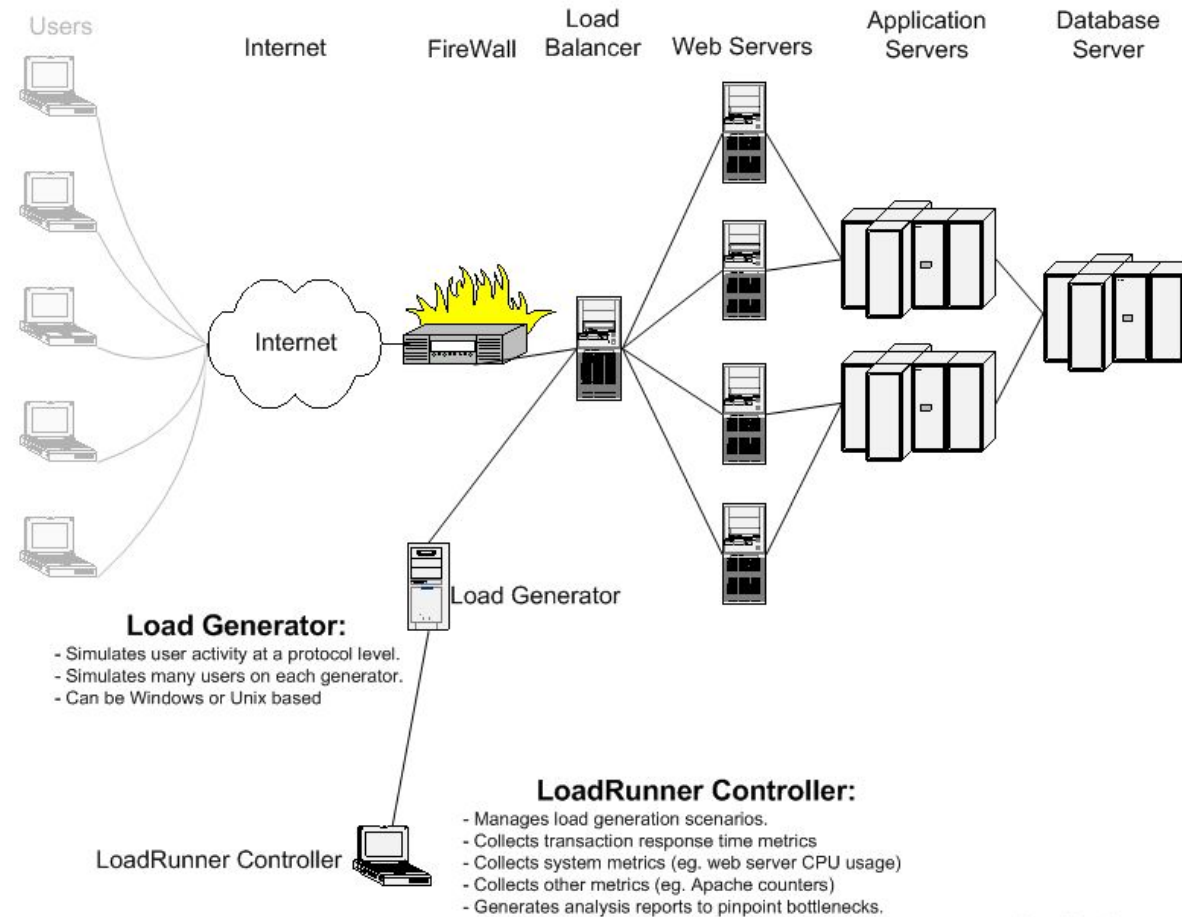 Users
Internet
FireWall
Load
Balancer
Web Servers
Application
Servers
Database
Server
Internet
Load Generator
Load Generator:
- Simulates user activity at a protocol level.
- Simulates many users on each generator.
- Can be Windows or Unix based
LoadRunner Controller
LoadRunner Controller:
- Manages load generation scenarios.
- Collects transaction response time metrics
- Collects system metrics (eg. web server CPU usage)
- Collects other metrics (eg. Apache counters)
- Generates analysis reports to pinpoint bottlenecks.